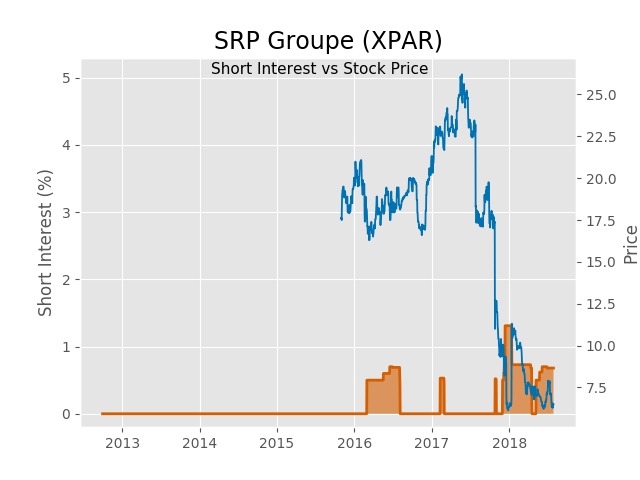 SRP Groupe (XPAR)
Short Interest vs Stock Price
Short Interest (%)
5
4
3
2
1
0
25.0
22.5
20.0
17.5
15.0
12.5
10.0
7.5
Price
2013 2014 2015 2016 2017 2018